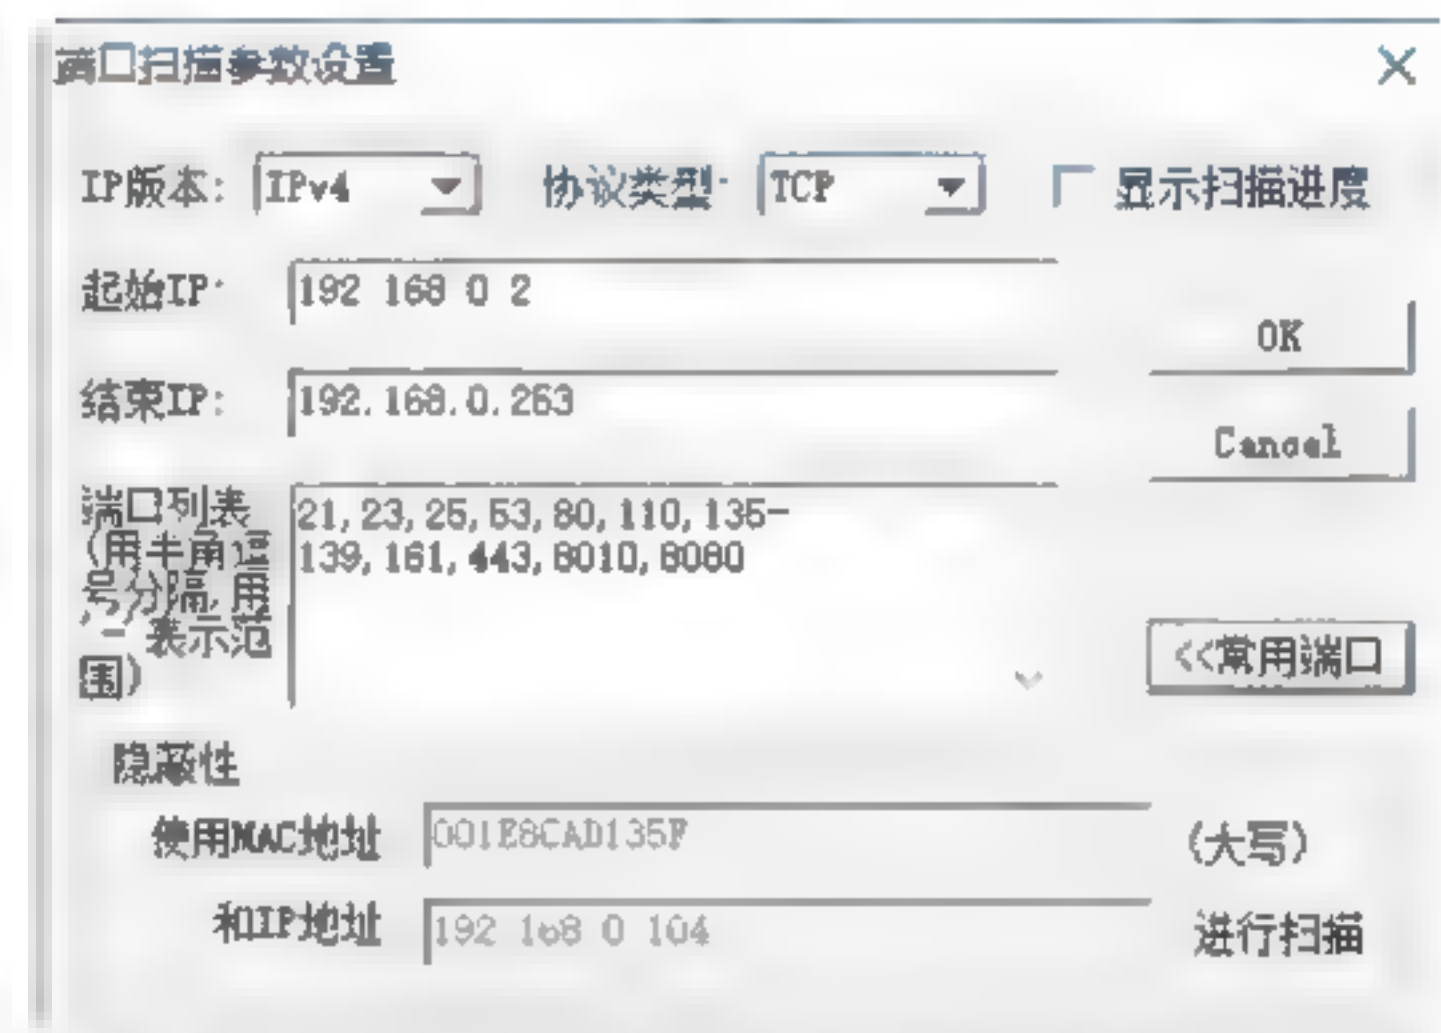 端口扫描参数设置
IP版本: IPv4 协议类型: TCP 显示扫描进度
起始IP: 192 168 0 2
OK
结束IP: 192.168.0.253
Cancel
端口列表
(用半角逗
号分隔,用
'-'表示范
围)
21,23,25,53,80,110,135-
139,161,443,8010,8080
<<常用端口
隐蔽性
使用MAC地址 001E8CAD135F (大写)
和IP地址 192 168 0 104 进行扫描